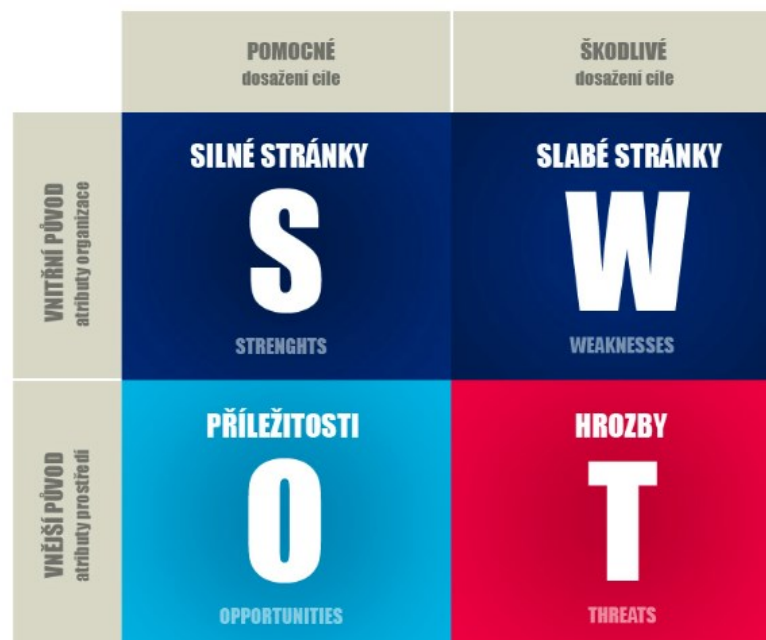 POMOCNÉ
dosažení cíle
ŠKODLIVÉ
dosažení cíle
VNITŘNÍ PŮVOD
atributy organizace
SILNÉ STRÁNKY
S
STRENGHTS
SLABÉ STRÁNKY
W
WEAKNESSES
VNĚJŠÍ PŮVOD
atributy prostředí
PŘÍLEŽITOSTI
O
OPPORTUNITIES
HROZBY
T
THREATS